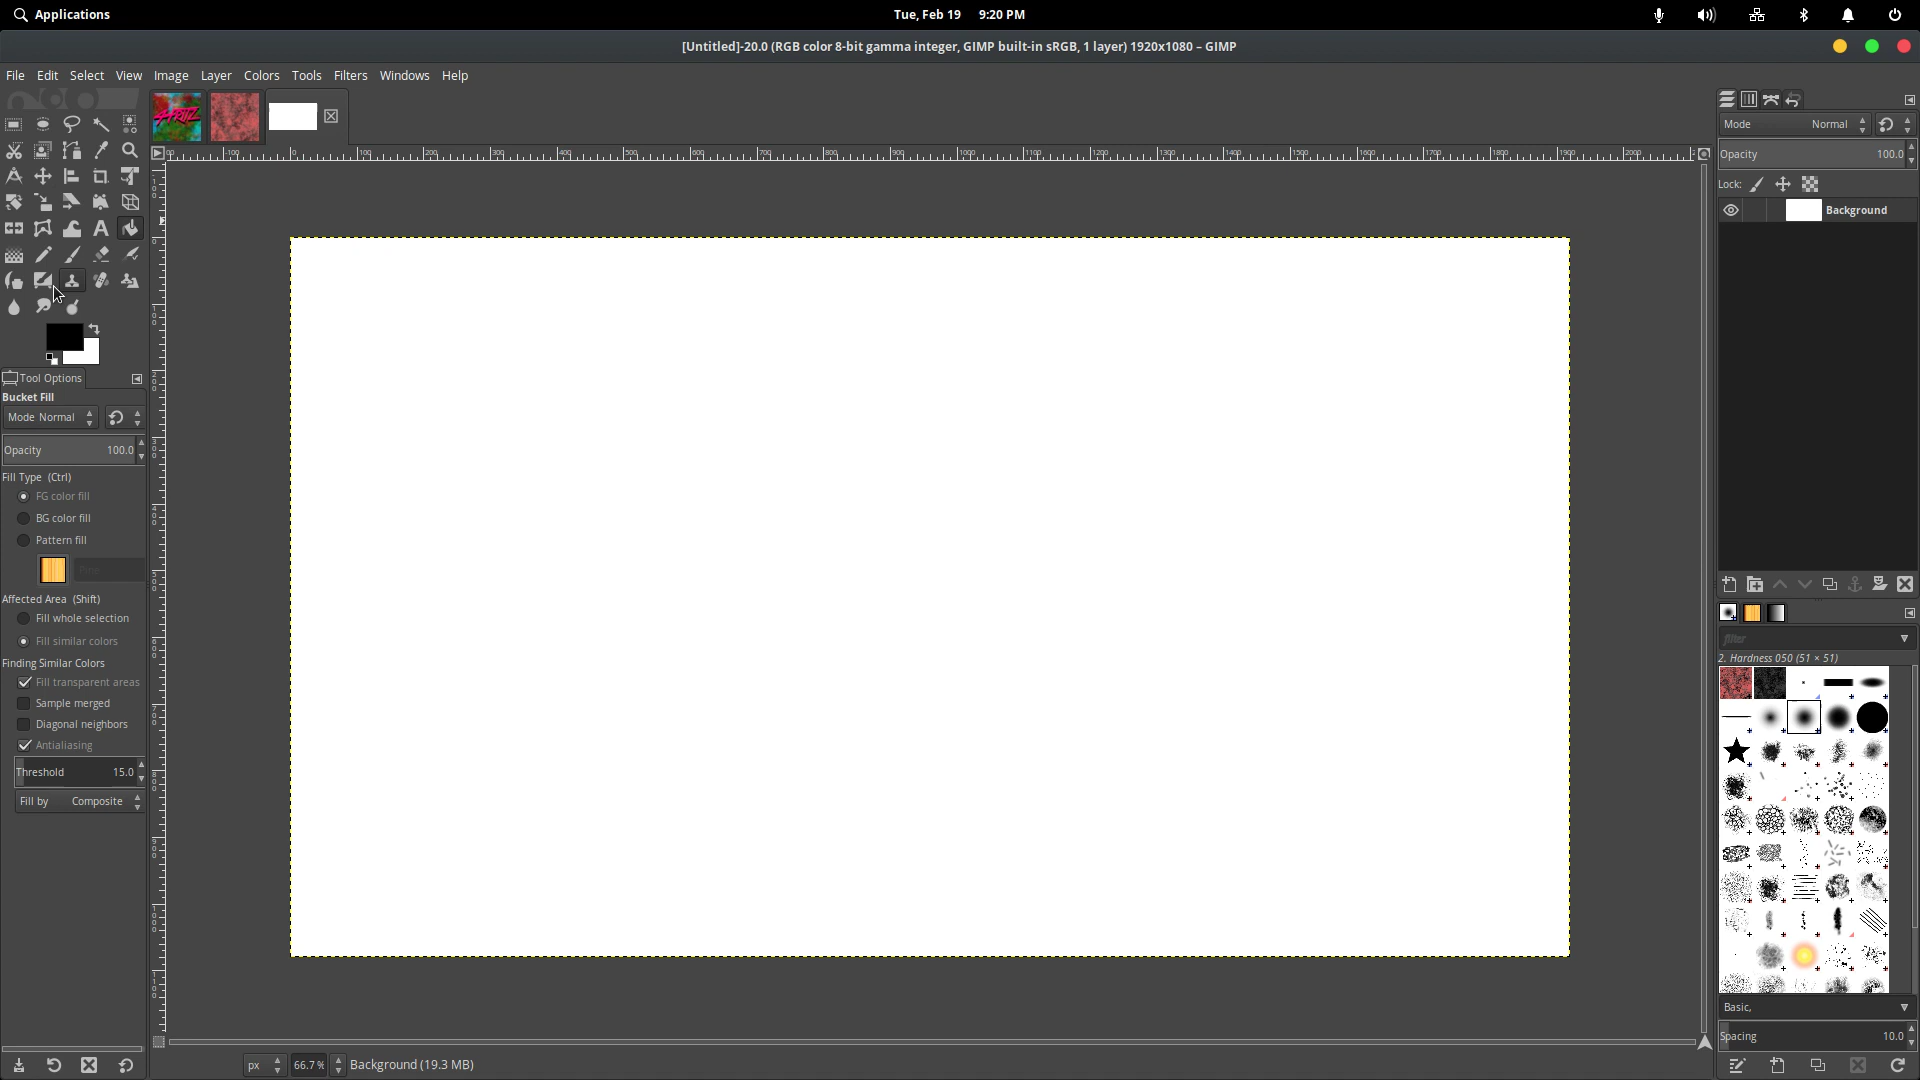 Applications
Tue, Feb 19 9:20 PM
[Untitled]-20.0 (RGB color 8-bit gamma integer, GIMP built-in sRGB, 1 layer) 1920x1080 – GIMP
File Edit Select View Image Layer Colors Tools Filters Windows Help
Mode Normal
Opacity 100.0
Lock:
Background
Tool Options
Bucket Fill
Mode Normal
Opacity 100.0
Fill Type (Ctrl)
FG color fill
BG color fill
Pattern fill
Pine
Affected Area (Shift)
Fill whole selection
Fill similar colors
Finding Similar Colors
Fill transparent areas
Sample merged
Diagonal neighbors
Antialiasing
Threshold 15.0
Fill by Composite
filter
2. Hardness 050 (51 × 51)
Basic,
Spacing 10.0
px 66.7 % Background (19.3 MB)